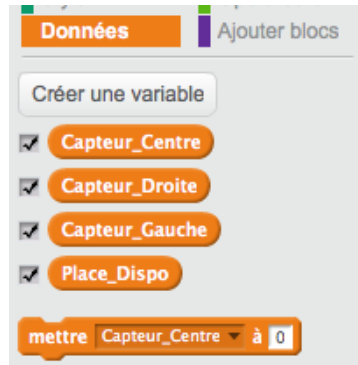 Données
Ajouter blocs
Créer une variable
Capteur_Centre
Capteur_Droite
Capteur_Gauche
Place_Dispo
mettre Capteur_Centre à 0